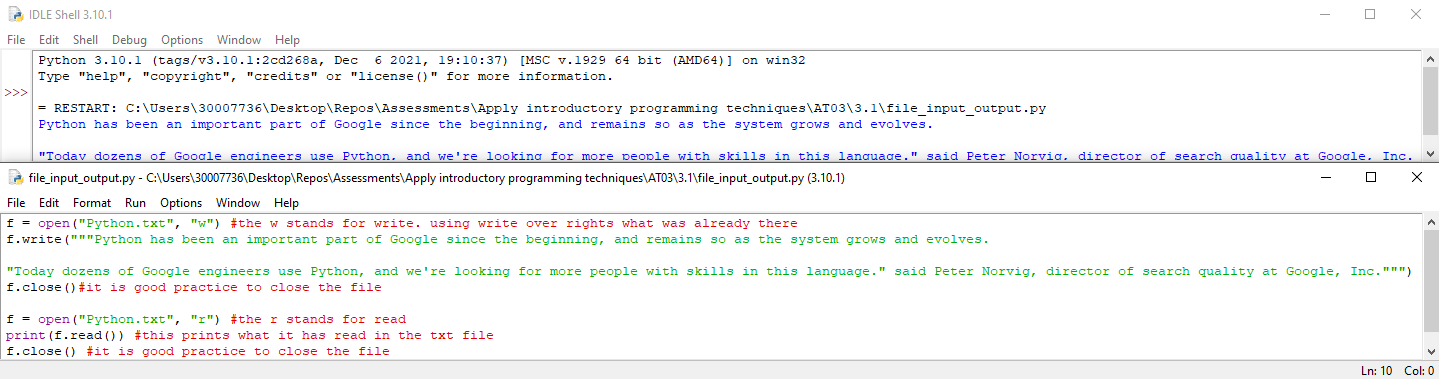 IDLE Shell 3.10.1
File Edit Shell Debug Options Window Help
Python 3.10.1 (tags/v3.10.1:2cd268a, Dec  6 2021, 19:10:37) [MSC v.1929 64 bit (AMD64)] on win32
Type "help", "copyright", "credits" or "license()" for more information.
>>>
= RESTART: C:\Users\30007736\Desktop\Repos\Assessments\Apply introductory programming techniques\AT03\3.1\file_input_output.py
Python has been an important part of Google since the beginning, and remains so as the system grows and evolves.
"Today dozens of Google engineers use Python, and we're looking for more people with skills in this language." said Peter Norvig, director of search quality at Google, Inc.
file_input_output.py - C:\Users\30007736\Desktop\Repos\Assessments\Apply introductory programming techniques\AT03\3.1\file_input_output.py (3.10.1)
File Edit Format Run Options Window Help
f = open("Python.txt", "w") #the w stands for write. using write over rights what was already there
f.write("""Python has been an important part of Google since the beginning, and remains so as the system grows and evolves.
"Today dozens of Google engineers use Python, and we're looking for more people with skills in this language." said Peter Norvig, director of search quality at Google, Inc.""")
f.close()#it is good practice to close the file
f = open("Python.txt", "r") #the r stands for read
print(f.read()) #this prints what it has read in the txt file
f.close() #it is good practice to close the file
Ln: 10 Col: 0